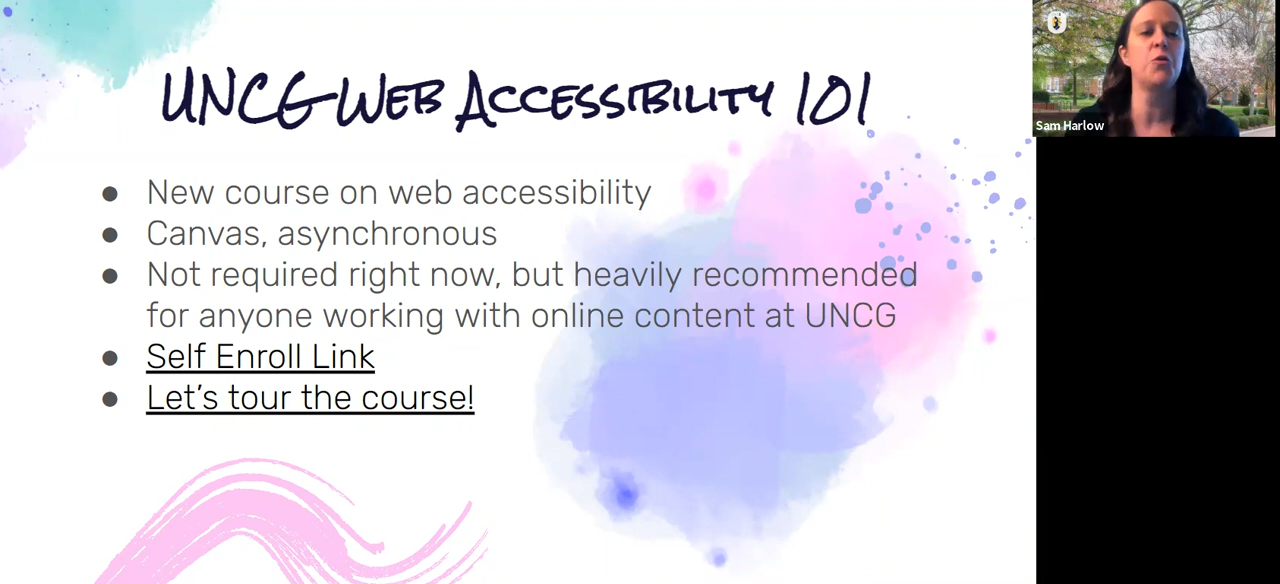 UNCG Web Accessibility 101
● New course on web accessibility
● Canvas, asynchronous
● Not required right now, but heavily recommended
for anyone working with online content at UNCG
● Self Enroll Link
● Let's tour the course!
Sam Harlow